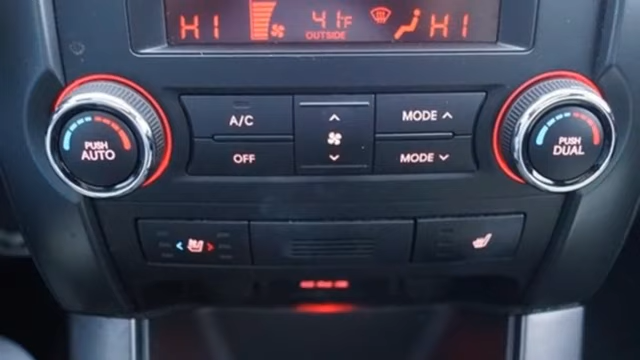 HI 41°F HI
OUTSIDE
A/C MODE
PUSH AUTO PUSH DUAL
OFF MODE